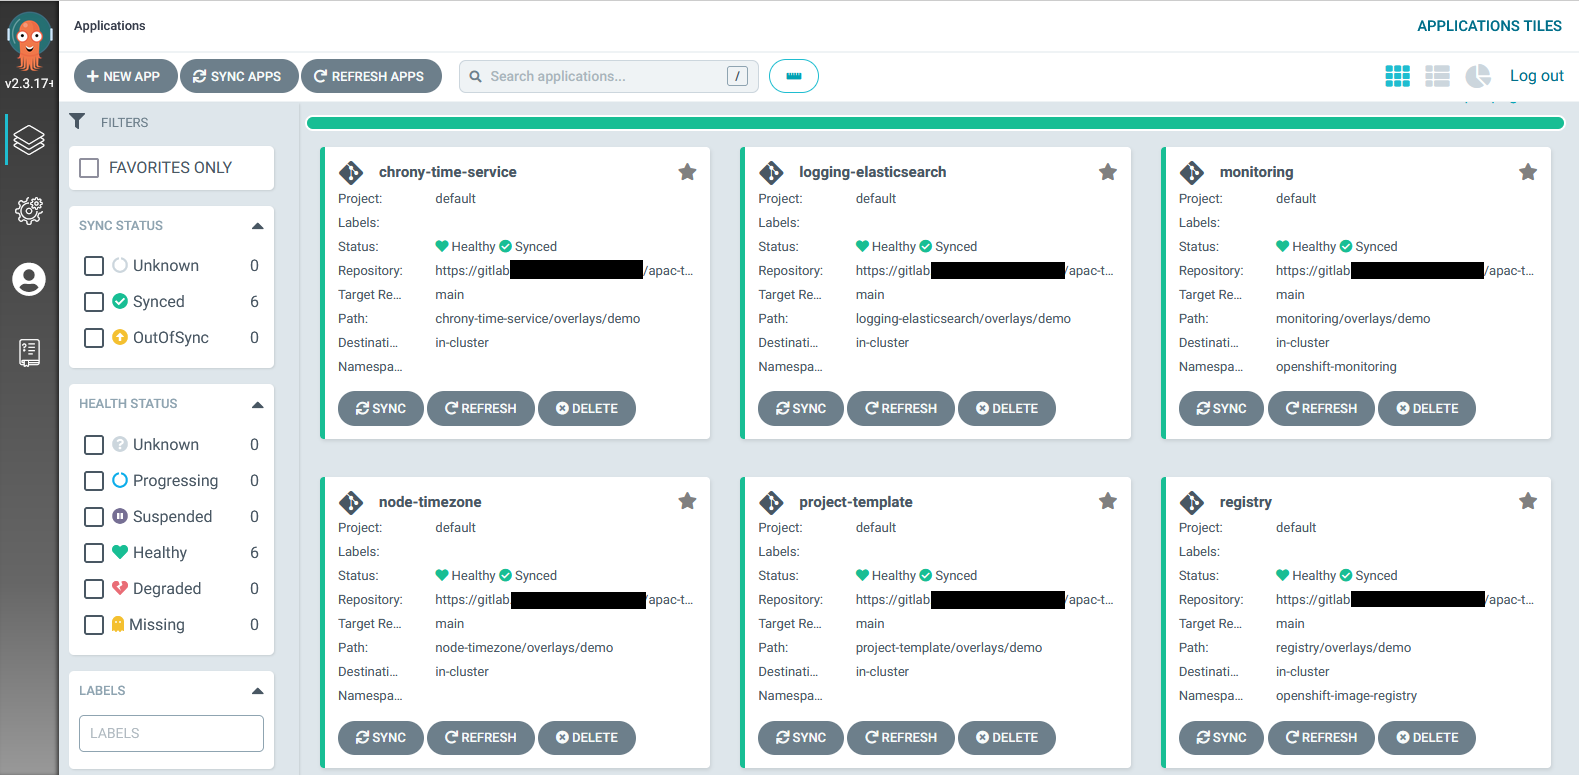 Applications
APPLICATIONS TILES
v2.3.17+
NEW APP
SYNC APPS
REFRESH APPS
Search applications...
/
Log out
FILTERS
FAVORITES ONLY
SYNC STATUS
Unknown 0
Synced 6
OutOfSync 0
HEALTH STATUS
Unknown 0
Progressing 0
Suspended 0
Healthy 6
Degraded 0
Missing 0
LABELS
LABELS
chrony-time-service
Project: default
Labels:
Status: Healthy Synced
Repository: https://gitlab /apac-t...
Target Re... main
Path: chrony-time-service/overlays/demo
Destinati... in-cluster
Namespa...
SYNC REFRESH DELETE
logging-elasticsearch
Project: default
Labels:
Status: Healthy Synced
Repository: https://gitlab /apac-t...
Target Re... main
Path: logging-elasticsearch/overlays/demo
Destinati... in-cluster
Namespa...
SYNC REFRESH DELETE
monitoring
Project: default
Labels:
Status: Healthy Synced
Repository: https://gitlab /apac-t...
Target Re... main
Path: monitoring/overlays/demo
Destinati... in-cluster
Namespa... openshift-monitoring
SYNC REFRESH DELETE
node-timezone
Project: default
Labels:
Status: Healthy Synced
Repository: https://gitlab /apac-t...
Target Re... main
Path: node-timezone/overlays/demo
Destinati... in-cluster
Namespa...
SYNC REFRESH DELETE
project-template
Project: default
Labels:
Status: Healthy Synced
Repository: https://gitlab /apac-t...
Target Re... main
Path: project-template/overlays/demo
Destinati... in-cluster
Namespa...
SYNC REFRESH DELETE
registry
Project: default
Labels:
Status: Healthy Synced
Repository: https://gitlab /apac-t...
Target Re... main
Path: registry/overlays/demo
Destinati... in-cluster
Namespa... openshift-image-registry
SYNC REFRESH DELETE